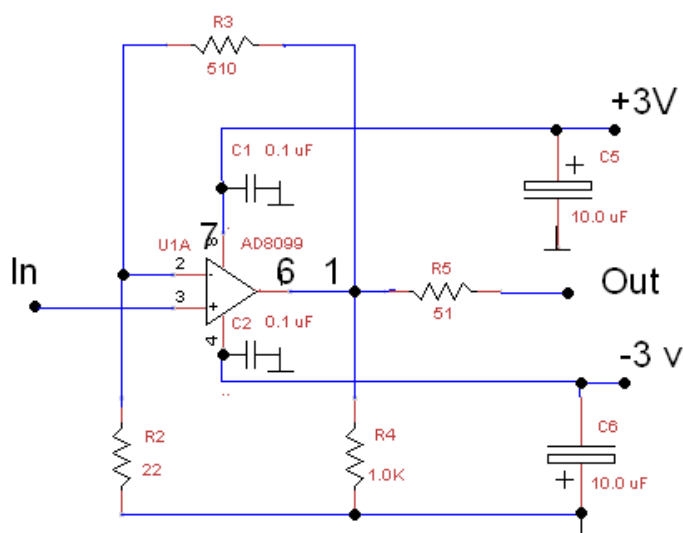 R3
510
+3V
C1 0.1 uF
C5
+
10.0 uF
7
U1A
AD8099
In
2
-
6
1
R5
Out
3
+
51
C2 0.1 uF
4
-3 v
R2
22
R4
1.0K
C6
+
10.0 uF